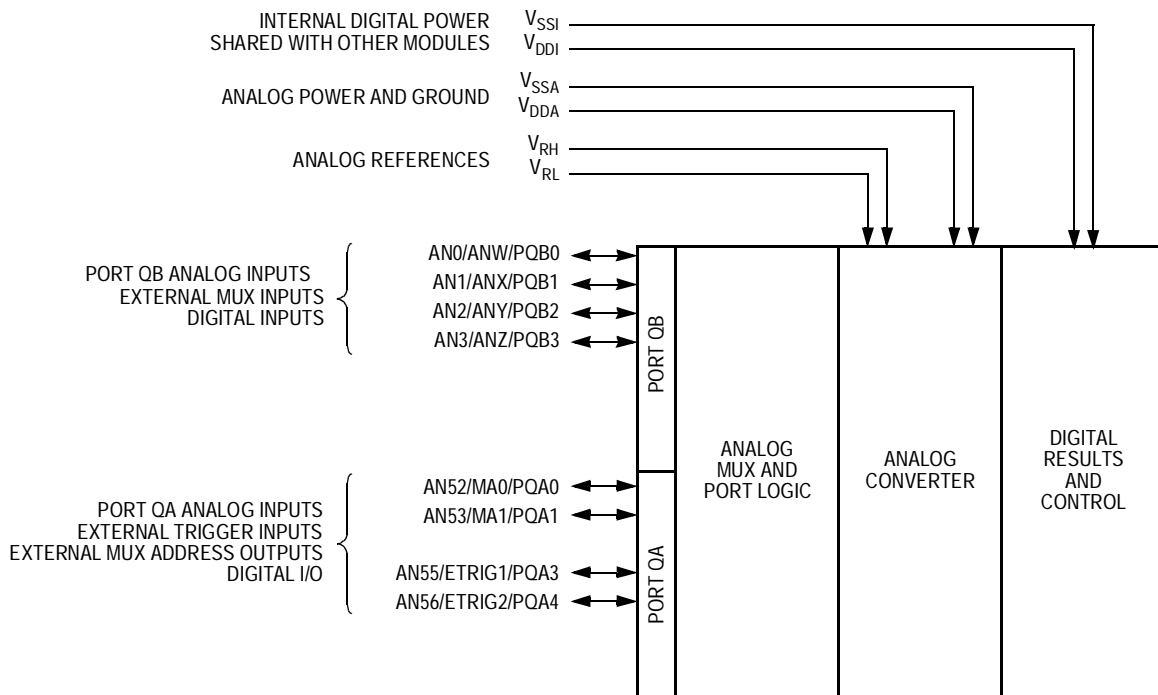 INTERNAL DIGITAL POWER
SHARED WITH OTHER MODULES
VSSI
VDDI
ANALOG POWER AND GROUND
VSSA
VDDA
ANALOG REFERENCES
VRH
VRL
PORT QB ANALOG INPUTS
EXTERNAL MUX INPUTS
DIGITAL INPUTS
AN0/ANW/PQB0
AN1/ANX/PQB1
AN2/ANY/PQB2
AN3/ANZ/PQB3
PORT QB
PORT QA ANALOG INPUTS
EXTERNAL TRIGGER INPUTS
EXTERNAL MUX ADDRESS OUTPUTS
DIGITAL I/O
AN52/MA0/PQA0
AN53/MA1/PQA1
AN55/ETRIG1/PQA3
AN56/ETRIG2/PQA4
PORT QA
ANALOG
MUX AND
PORT LOGIC
ANALOG
CONVERTER
DIGITAL
RESULTS
AND
CONTROL